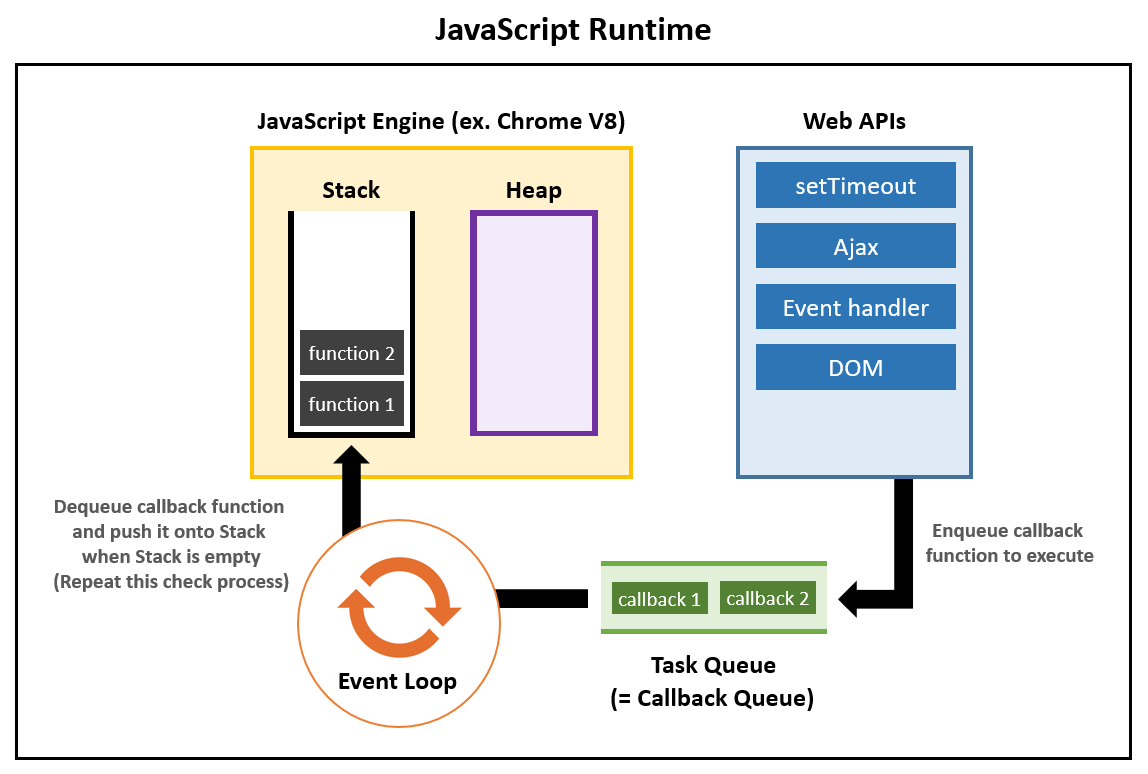 JavaScript Runtime
JavaScript Engine (ex. Chrome V8)
Web APIs
Stack
Heap
function 2
function 1
setTimeout
Ajax
Event handler
DOM
Dequeue callback function
and push it onto Stack
when Stack is empty
(Repeat this check process)
Enqueue callback
function to execute
Event Loop
callback 1
callback 2
Task Queue
(= Callback Queue)